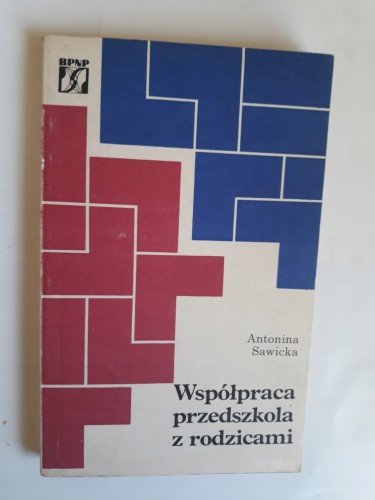 BPNP
Antonina
Sawicka
Współpraca
przedszkola
z rodzicami